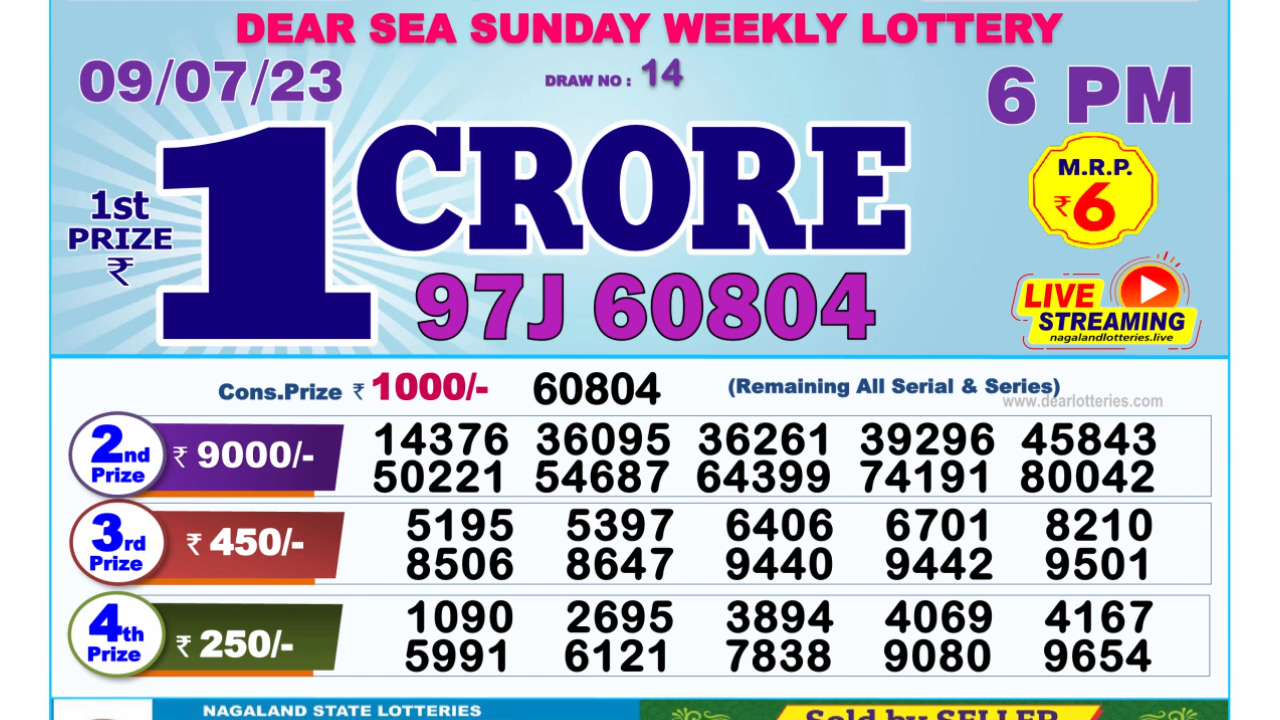 DEAR SEA SUNDAY WEEKLY LOTTERY
09/07/23
DRAW NO : 14
6 PM
1st
PRIZE
₹
1 CRORE
M.R.P.
₹6
97J 60804
LIVE
STREAMING
nagalandlotteries.live
Cons.Prize ₹ 1000/- 60804 (Remaining All Serial & Series)
www.dearlotteries.com
2nd
Prize
₹ 9000/-
14376 36095 36261 39296 45843
50221 54687 64399 74191 80042
3rd
Prize
₹ 450/-
5195 5397 6406 6701 8210
8506 8647 9440 9442 9501
4th
Prize
₹ 250/-
1090 2695 3894 4069 4167
5991 6121 7838 9080 9654
NAGALAND STATE LOTTERIES
Sold by SELLER